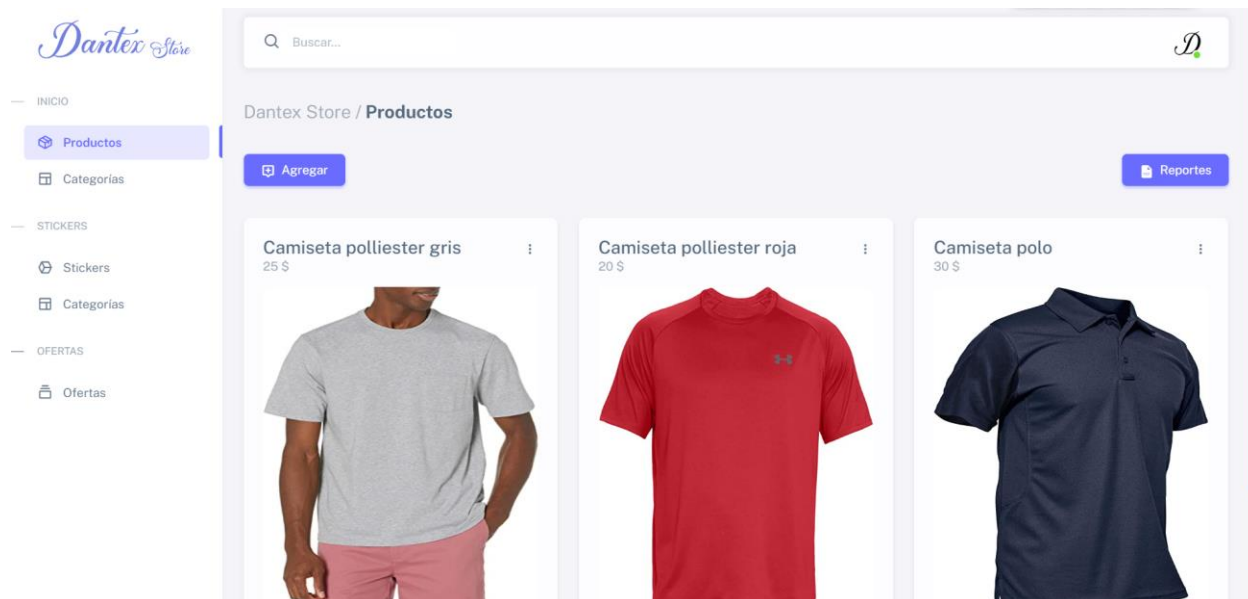 Dantex Store
Buscar...
D
INICIO
Productos
Categorías
STICKERS
Stickers
Categorías
OFERTAS
Ofertas
Dantex Store / Productos
Agregar
Reportes
Camiseta polliester gris
25 $
Camiseta polliester roja
20 $
Camiseta polo
30 $